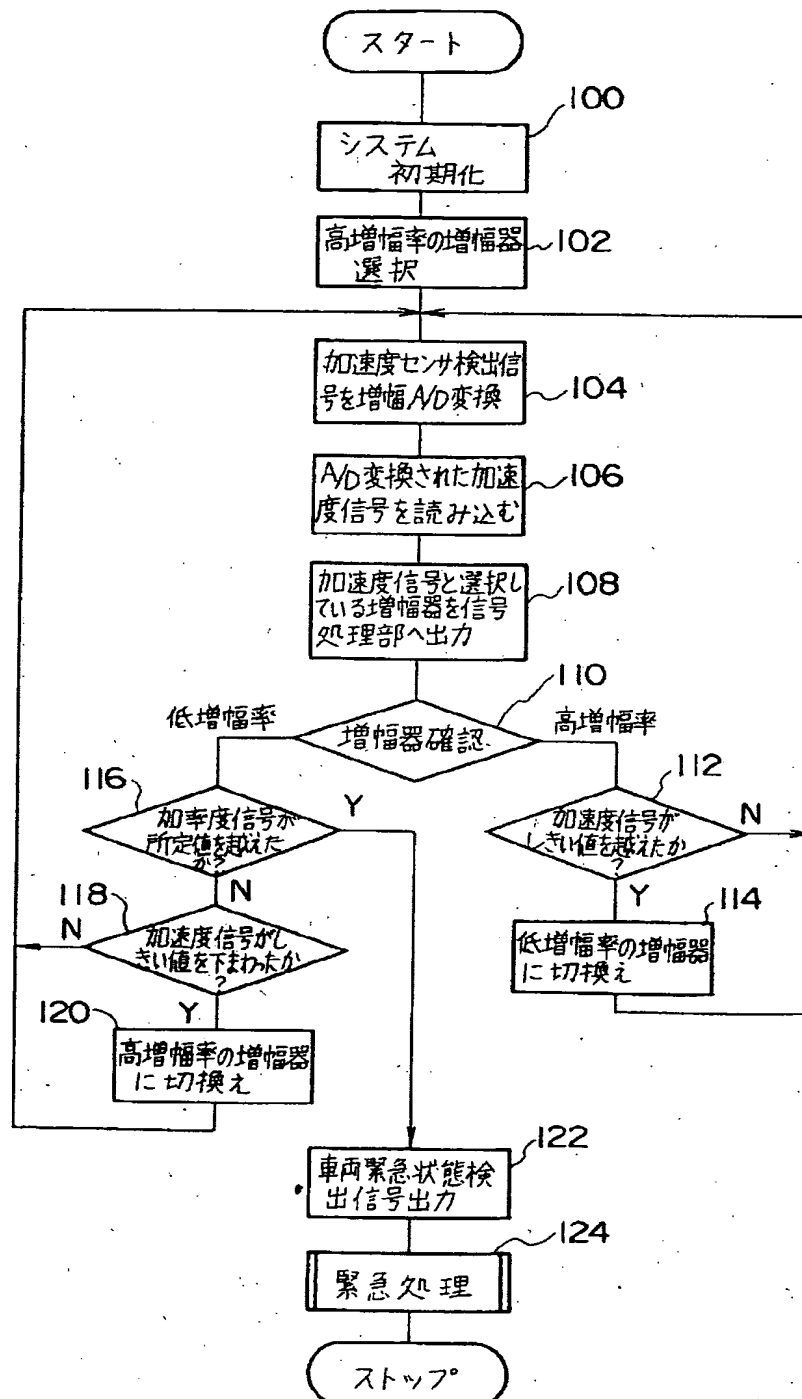 スタート
100
システム
初期化
高増幅率の増幅器
選択
102
加速度センサ検出信
号を増幅A/D変換
104
A/D変換された加速
度信号を読み込む
106
加速度信号と選択し
ている増幅器を信号
処理部へ出力
108
110
低増幅率
増幅器確認
高増幅率
116
加率度信号が
所定値を越えた
か?
Y
112
加速度信号が
しきい値を越えたか
?
N
Y
118
N
N
加速度信号がし
きい値を下まわったか
?
114
低増幅率の増幅器
に切換え
120
Y
高増幅率の増幅器
に切換え
122
車両緊急状態検
出信号出力
124
緊急処理
ストップ